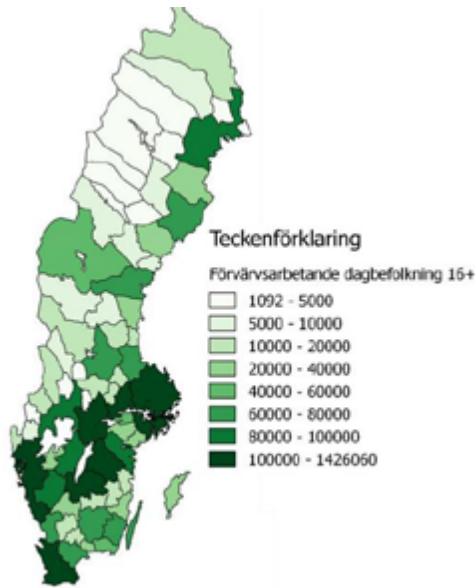 Teckenförklaring
Förvärvsarbetande dagbefolkning 16+
1092 - 5000
5000 - 10000
10000 - 20000
20000 - 40000
40000 - 60000
60000 - 80000
80000 - 100000
100000 - 1426060